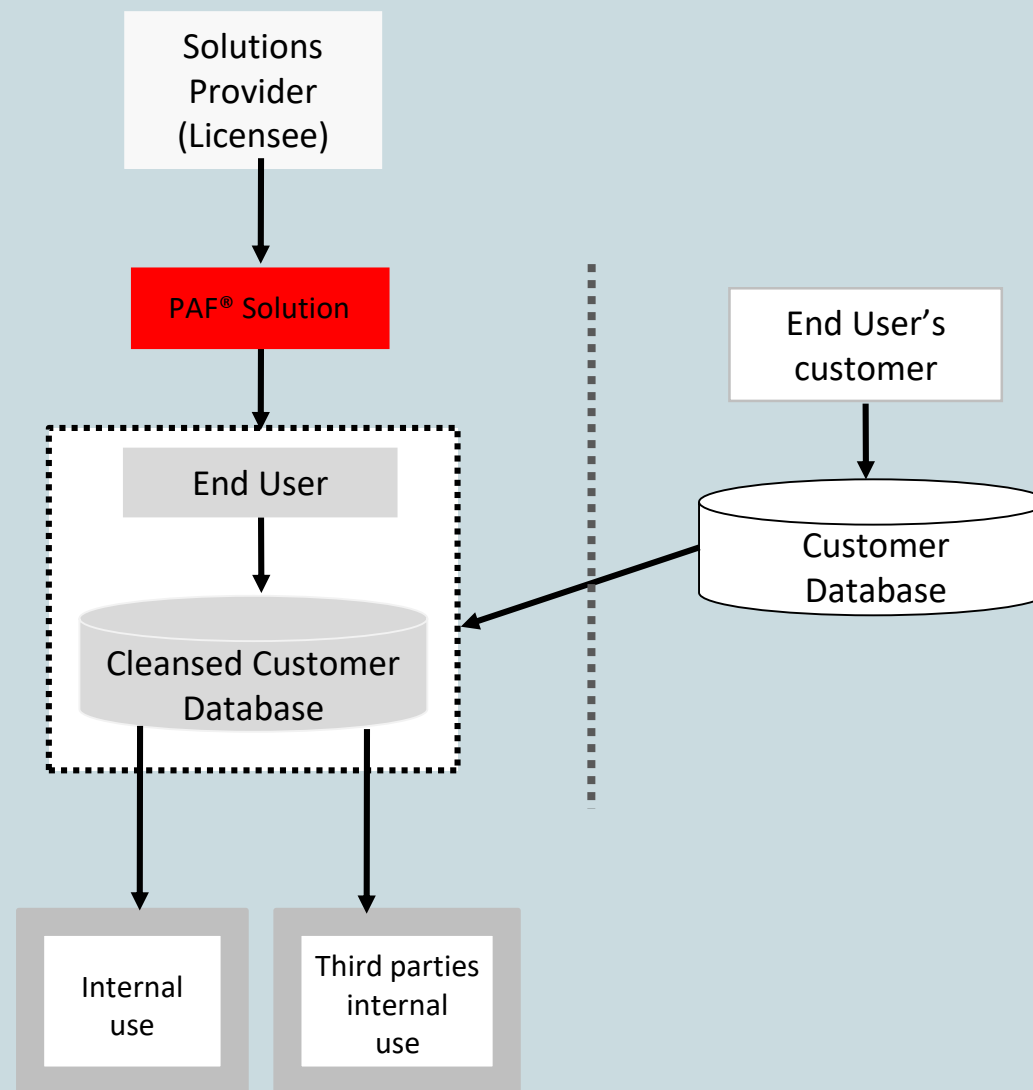 Solutions
Provider
(Licensee)
PAF® Solution
End User's
customer
End User
Customer
Database
Cleansed Customer
Database
Internal
use
Third parties
internal
use